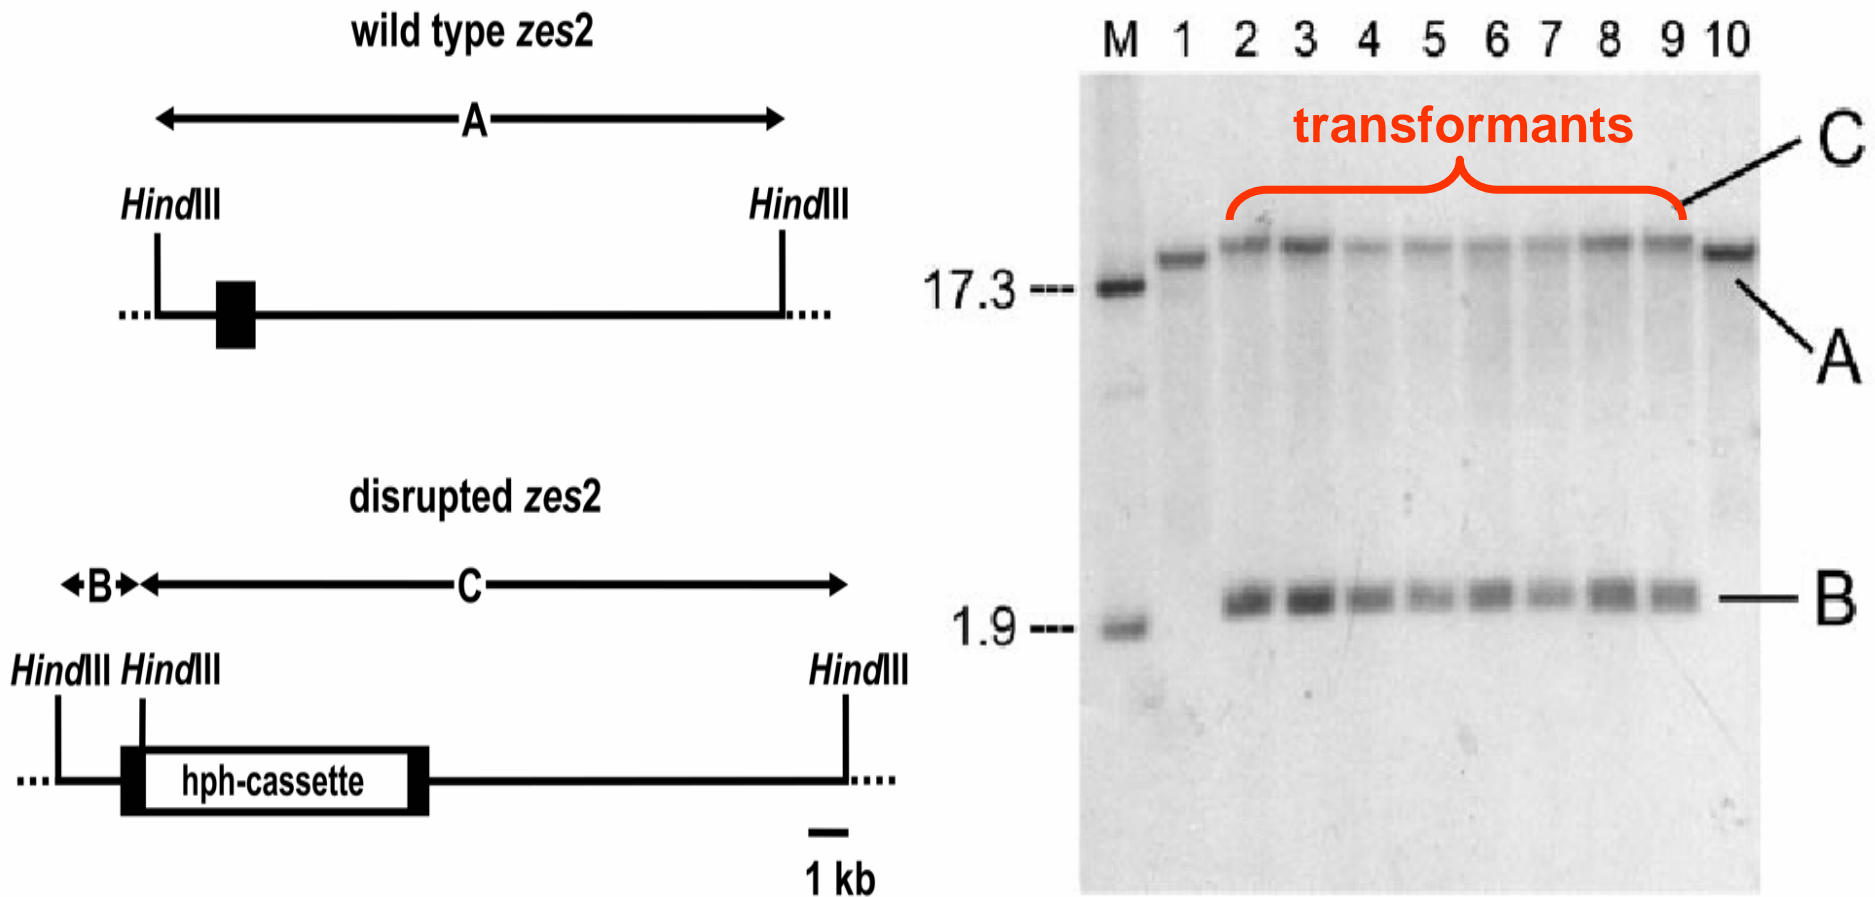 wild type zes2
A
HindIII HindIII
disrupted zes2
B C
HindIII HindIII HindIII
hph-cassette
1 kb
M 1 2 3 4 5 6 7 8 9 10
transformants
C
17.3 ---
A
1.9 ---
B